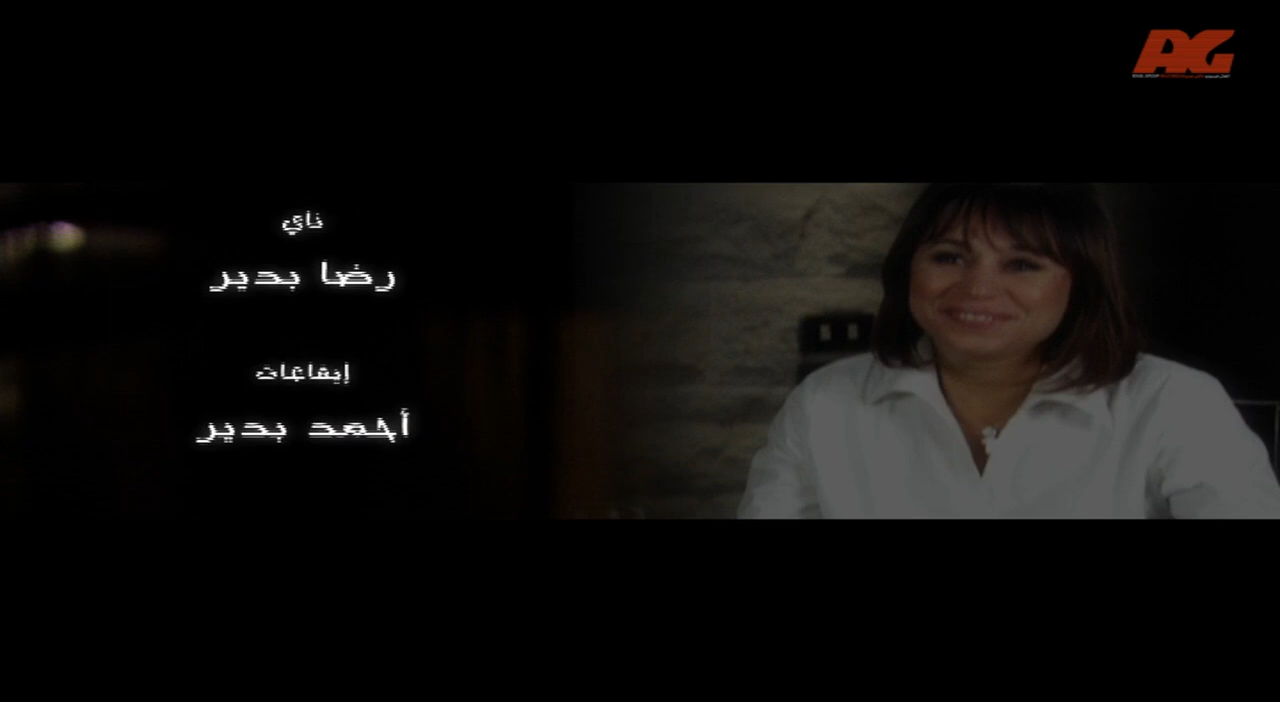 AG
ناي
رضا بدير
إيقاعات
أحمد بدير